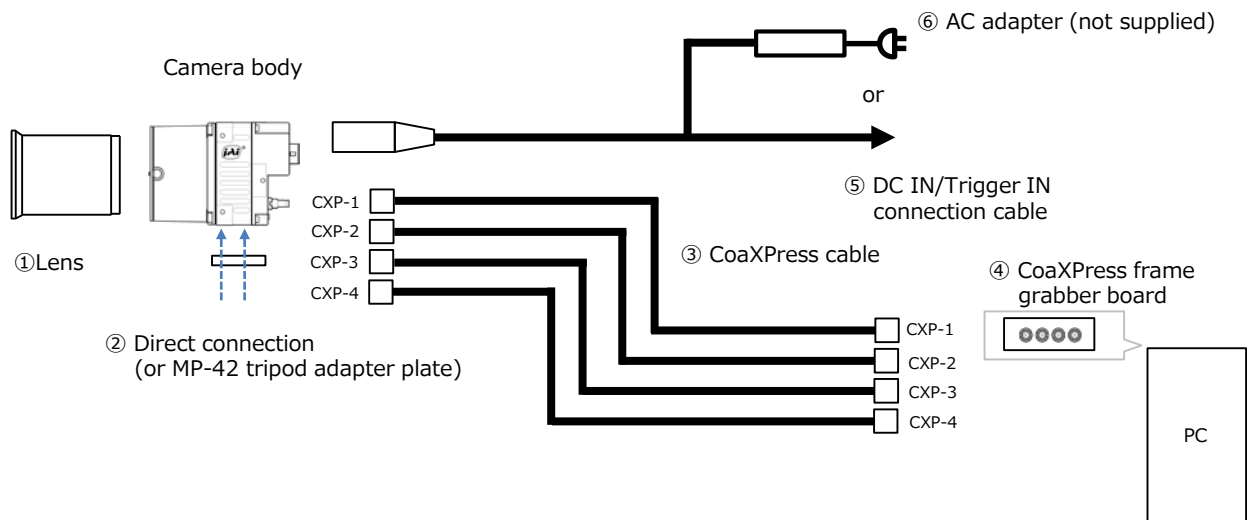 ⑥ AC adapter (not supplied)
Camera body
or
JAi
⑤ DC IN/Trigger IN
connection cable
CXP-1
CXP-2
CXP-3
CXP-4
①Lens
③ CoaXPress cable
④ CoaXPress frame
grabber board
② Direct connection
(or MP-42 tripod adapter plate)
CXP-1
CXP-2
CXP-3
CXP-4
PC